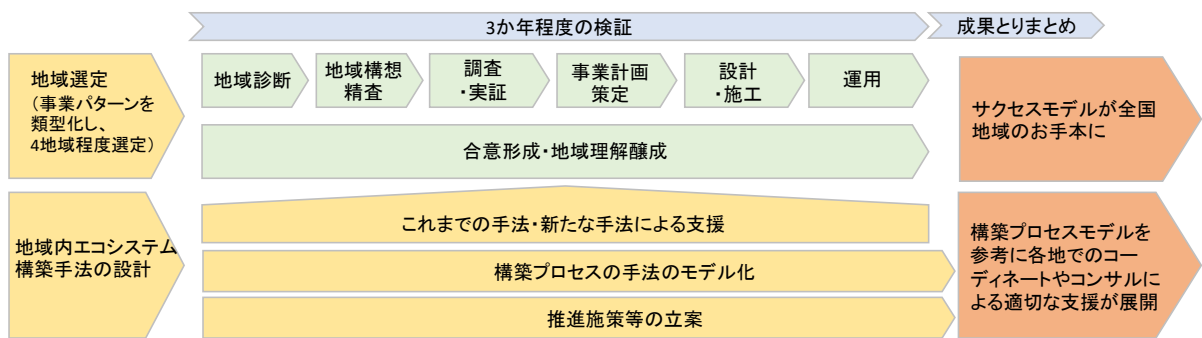 3か年程度の検証
成果とりまとめ
地域選定
（事業パターンを
類型化し、
4地域程度選定）
地域診断
地域構想
精査
調査
・実証
事業計画
策定
設計
・施工
運用
合意形成・地域理解醸成
サクセスモデルが全国
地域のお手本に
地域内エコシステム
構築手法の設計
これまでの手法・新たな手法による支援
構築プロセスの手法のモデル化
推進施策等の立案
構築プロセスモデルを
参考に各地でのコー
ディネートやコンサルに
よる適切な支援が展開